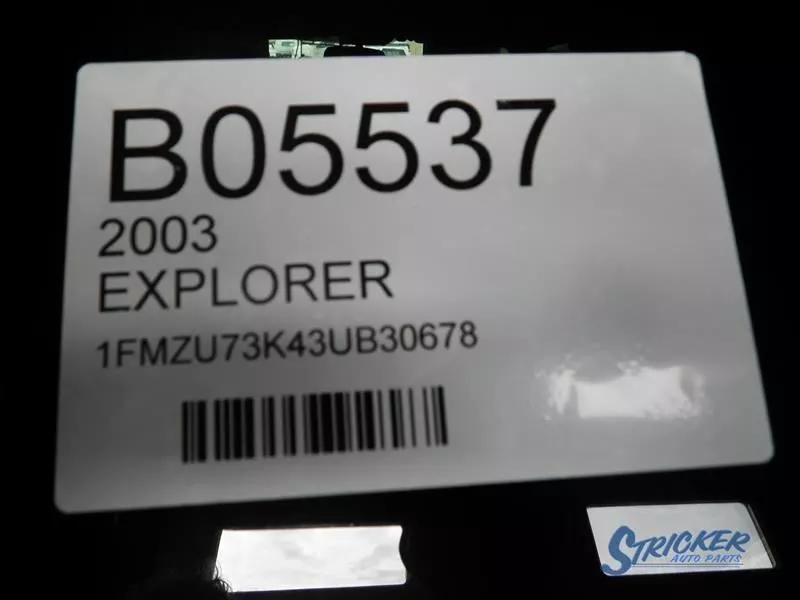 B05537
2003
EXPLORER
1FMZU73K43UB30678
STRICKER
AUTO PARTS